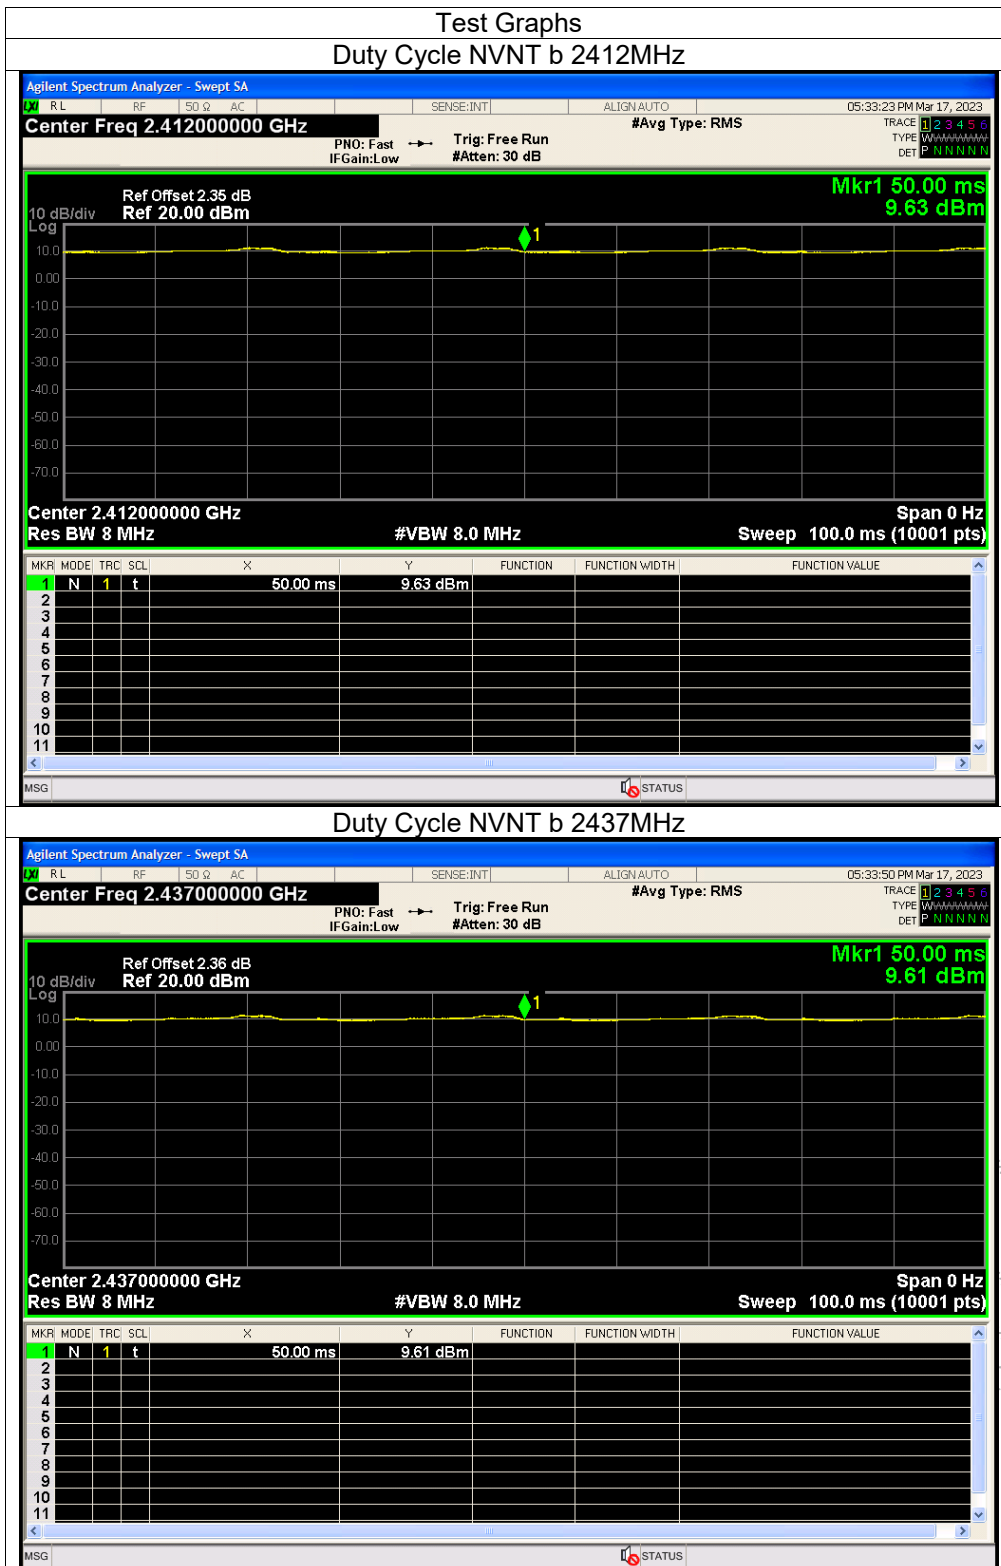 Test Graphs
Duty Cycle NVNT b 2412MHz
Agilent Spectrum Analyzer - Swept SA
LXI RL RF 50 Ω AC SENSE:INT ALIGN AUTO 05:33:23 PM Mar 17, 2023
Center Freq 2.412000000 GHz #Avg Type: RMS TRACE 1 2 3 4 5 6
PNO: Fast Trig: Free Run TYPE WWWWWW
IFGain:Low #Atten: 30 dB DET P N N N N N
Mkr1 50.00 ms
Ref Offset 2.35 dB
10 dB/div Ref 20.00 dBm 9.63 dBm
Log
1
10.0
0.00
-10.0
-20.0
-30.0
-40.0
-50.0
-60.0
-70.0
Center 2.412000000 GHz Span 0 Hz
Res BW 8 MHz #VBW 8.0 MHz Sweep 100.0 ms (10001 pts)
MKR MODE TRC SCL X Y FUNCTION FUNCTION WIDTH FUNCTION VALUE
1 N 1 t 50.00 ms 9.63 dBm
2
3
4
5
6
7
8
9
10
11
MSG STATUS
Duty Cycle NVNT b 2437MHz
Agilent Spectrum Analyzer - Swept SA
LXI RL RF 50 Ω AC SENSE:INT ALIGN AUTO 05:33:50 PM Mar 17, 2023
Center Freq 2.437000000 GHz #Avg Type: RMS TRACE 1 2 3 4 5 6
PNO: Fast Trig: Free Run TYPE WWWWWW
IFGain:Low #Atten: 30 dB DET P N N N N N
Mkr1 50.00 ms
Ref Offset 2.36 dB
10 dB/div Ref 20.00 dBm 9.61 dBm
Log
1
10.0
0.00
-10.0
-20.0
-30.0
-40.0
-50.0
-60.0
-70.0
Center 2.437000000 GHz Span 0 Hz
Res BW 8 MHz #VBW 8.0 MHz Sweep 100.0 ms (10001 pts)
MKR MODE TRC SCL X Y FUNCTION FUNCTION WIDTH FUNCTION VALUE
1 N 1 t 50.00 ms 9.61 dBm
2
3
4
5
6
7
8
9
10
11
MSG STATUS